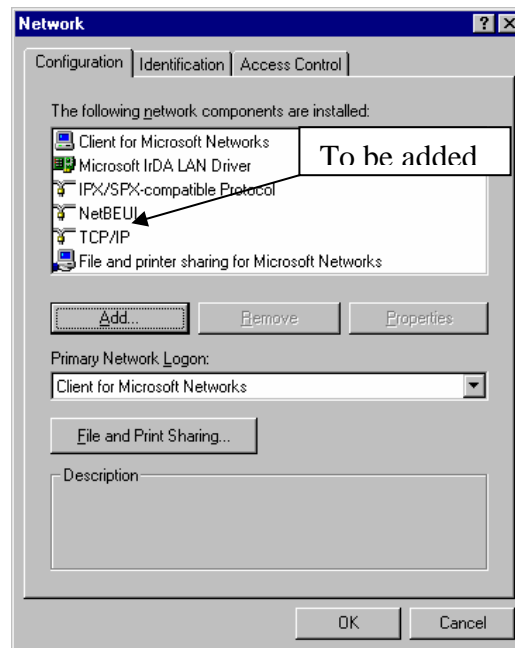 Network
Configuration Identification Access Control
The following network components are installed:
Client for Microsoft Networks
To be added
Microsoft IrDA LAN Driver
IPX/SPX-compatible Protocol
NetBEUI
TCP/IP
File and printer sharing for Microsoft Networks
Add... Remove Properties
Primary Network Logon:
Client for Microsoft Networks
File and Print Sharing...
Description
OK Cancel